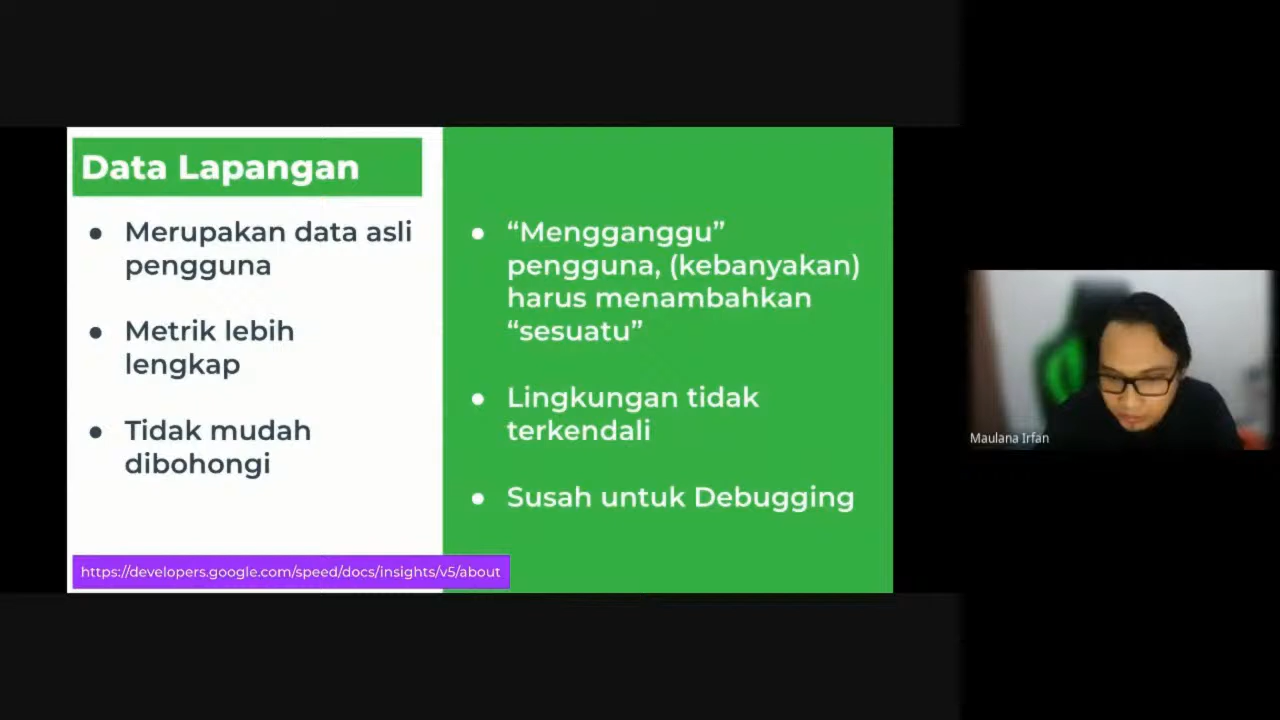 Data Lapangan
● Merupakan data asli
pengguna
● Metrik lebih
lengkap
● Tidak mudah
dibohongi
● “Mengganggu”
pengguna, (kebanyakan)
harus menambahkan
“sesuatu”
● Lingkungan tidak
terkendali
● Susah untuk Debugging
https://developers.google.com/speed/docs/insights/v5/about
Maulana Irfan